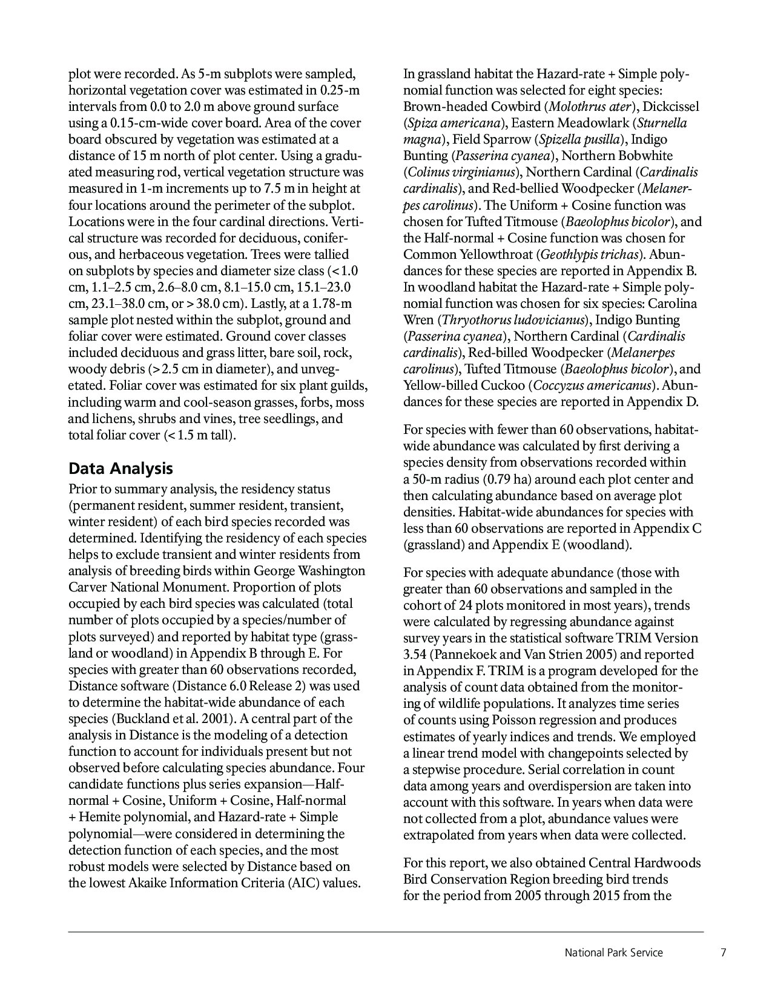 plot were recorded. As 5-m subplots were sampled,
horizontal vegetation cover was estimated in 0.25-m
intervals from 0.0 to 2.0 m above ground surface
using a 0.15-cm-wide cover board. Area of the cover
board obscured by vegetation was estimated at a
distance of 15 m north of plot center. Using a gradu-
ated measuring rod, vertical vegetation structure was
measured in 1-m increments up to 7.5 m in height at
four locations around the perimeter of the subplot.
Locations were in the four cardinal directions. Verti-
cal structure was recorded for deciduous, conifer-
ous, and herbaceous vegetation. Trees were tallied
on subplots by species and diameter size class (< 1.0
cm, 1.1–2.5 cm, 2.6–8.0 cm, 8.1–15.0 cm, 15.1–23.0
cm, 23.1–38.0 cm, or > 38.0 cm). Lastly, at a 1.78-m
sample plot nested within the subplot, ground and
foliar cover were estimated. Ground cover classes
included deciduous and grass litter, bare soil, rock,
woody debris (> 2.5 cm in diameter), and unveg-
etated. Foliar cover was estimated for six plant guilds,
including warm and cool-season grasses, forbs, moss
and lichens, shrubs and vines, tree seedlings, and
total foliar cover (< 1.5 m tall).
Data Analysis
Prior to summary analysis, the residency status
(permanent resident, summer resident, transient,
winter resident) of each bird species recorded was
determined. Identifying the residency of each species
helps to exclude transient and winter residents from
analysis of breeding birds within George Washington
Carver National Monument. Proportion of plots
occupied by each bird species was calculated (total
number of plots occupied by a species/number of
plots surveyed) and reported by habitat type (grass-
land or woodland) in Appendix B through E. For
species with greater than 60 observations recorded,
Distance software (Distance 6.0 Release 2) was used
to determine the habitat-wide abundance of each
species (Buckland et al. 2001). A central part of the
analysis in Distance is the modeling of a detection
function to account for individuals present but not
observed before calculating species abundance. Four
candidate functions plus series expansion—Half-
normal + Cosine, Uniform + Cosine, Half-normal
+ Hemite polynomial, and Hazard-rate + Simple
polynomial—were considered in determining the
detection function of each species, and the most
robust models were selected by Distance based on
the lowest Akaike Information Criteria (AIC) values.
In grassland habitat the Hazard-rate + Simple poly-
nomial function was selected for eight species:
Brown-headed Cowbird (Molothrus ater), Dickcissel
(Spiza americana), Eastern Meadowlark (Sturnella
magna), Field Sparrow (Spizella pusilla), Indigo
Bunting (Passerina cyanea), Northern Bobwhite
(Colinus virginianus), Northern Cardinal (Cardinalis
cardinalis), and Red-bellied Woodpecker (Melaner-
pes carolinus). The Uniform + Cosine function was
chosen for Tufted Titmouse (Baeolophus bicolor), and
the Half-normal + Cosine function was chosen for
Common Yellowthroat (Geothlypis trichas). Abun-
dances for these species are reported in Appendix B.
In woodland habitat the Hazard-rate + Simple poly-
nomial function was chosen for six species: Carolina
Wren (Thryothorus ludovicianus), Indigo Bunting
(Passerina cyanea), Northern Cardinal (Cardinalis
cardinalis), Red-billed Woodpecker (Melanerpes
carolinus), Tufted Titmouse (Baeolophus bicolor), and
Yellow-billed Cuckoo (Coccyzus americanus). Abun-
dances for these species are reported in Appendix D.
For species with fewer than 60 observations, habitat-
wide abundance was calculated by first deriving a
species density from observations recorded within
a 50-m radius (0.79 ha) around each plot center and
then calculating abundance based on average plot
densities. Habitat-wide abundances for species with
less than 60 observations are reported in Appendix C
(grassland) and Appendix E (woodland).
For species with adequate abundance (those with
greater than 60 observations and sampled in the
cohort of 24 plots monitored in most years), trends
were calculated by regressing abundance against
survey years in the statistical software TRIM Version
3.54 (Pannekoek and Van Strien 2005) and reported
in Appendix F. TRIM is a program developed for the
analysis of count data obtained from the monitor-
ing of wildlife populations. It analyzes time series
of counts using Poisson regression and produces
estimates of yearly indices and trends. We employed
a linear trend model with changepoints selected by
a stepwise procedure. Serial correlation in count
data among years and overdispersion are taken into
account with this software. In years when data were
not collected from a plot, abundance values were
extrapolated from years when data were collected.
For this report, we also obtained Central Hardwoods
Bird Conservation Region breeding bird trends
for the period from 2005 through 2015 from the
National Park Service 7